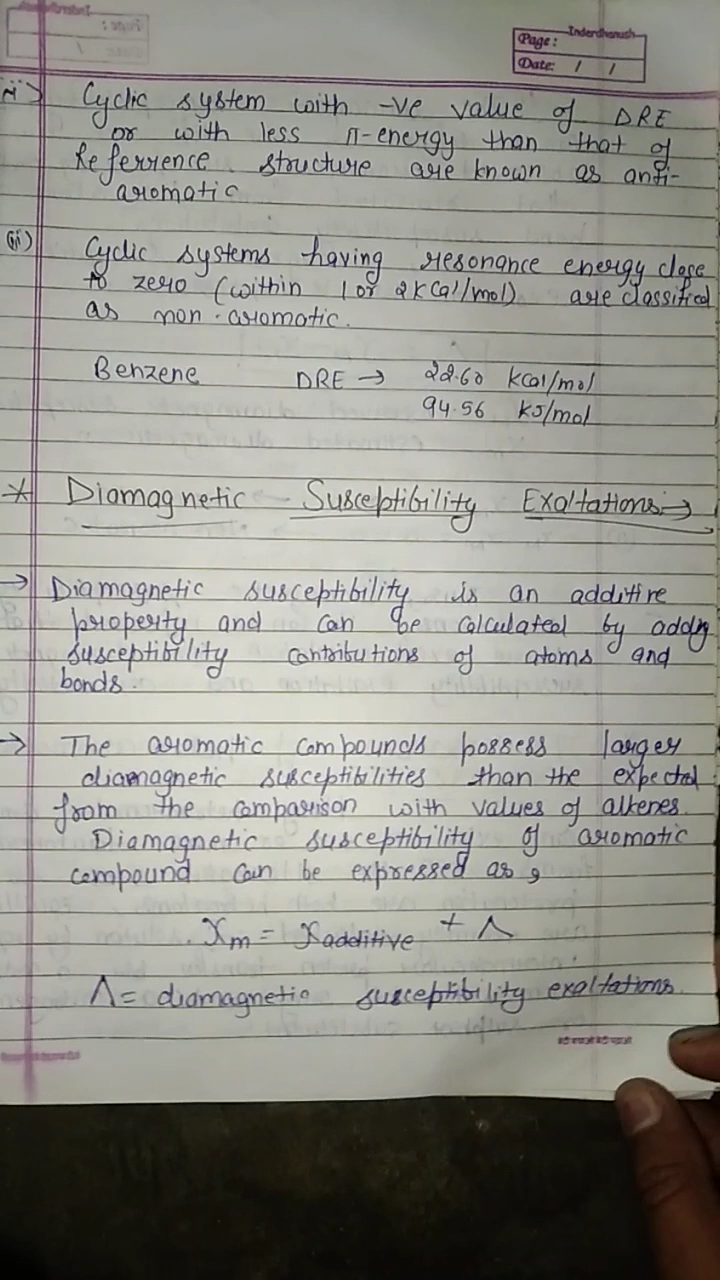 Inderdhanush
Page:
Date: / /
ii) Cyclic system with -ve value of DRE
or with less π-energy than that of
Referrence structure are known as anti-
aromatic
iii) Cyclic systems having resonance energy close
to zero (within 1 or 2 kCal/mol) are classified
as non-aromatic.
Benzene DRE → 22.60 kcal/mol
94.56 kJ/mol
* Diamagnetic Susceptibility Exaltations:→
→ Diamagnetic susceptibility is an additive
property and can be calculated by adding
susceptibility contributions of atoms and
bonds.
→ The aromatic compounds possess larger
diamagnetic susceptibilities than the expected
from the comparison with values of alkenes.
Diamagnetic susceptibility of aromatic
compound can be expressed as,
χm = χadditive + Λ
Λ = diamagnetic susceptibility exaltations.
बेटी बचाओ बेटी पढ़ाओ